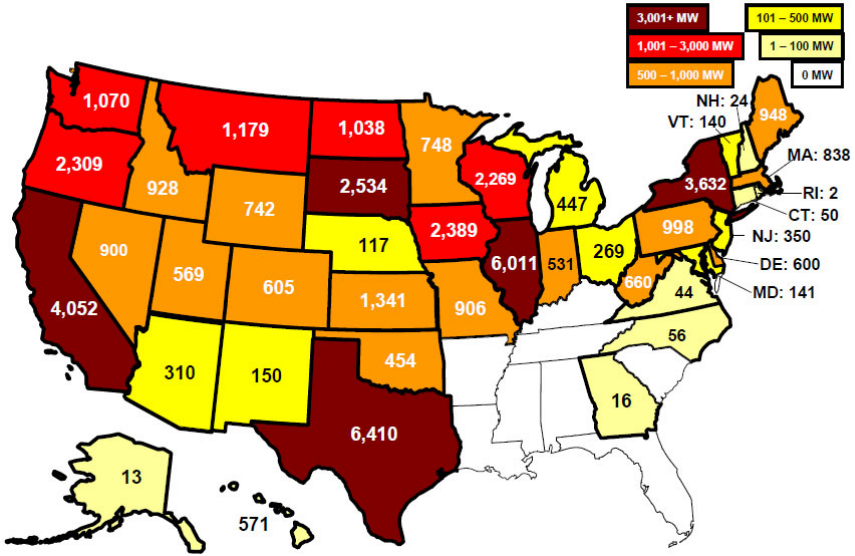 3,001+ MW
101 – 500 MW
1,001 – 3,000 MW
1 – 100 MW
500 – 1,000 MW
0 MW
NH: 24
VT: 140
948
1,070
1,179
1,038
748
MA: 838
2,309
928
2,534
2,269
3,632
RI: 2
742
447
CT: 50
998
NJ: 350
900
117
2,389
269
569
605
6,011
531
DE: 600
4,052
1,341
906
660
44
MD: 141
56
310
150
454
16
6,410
13
571